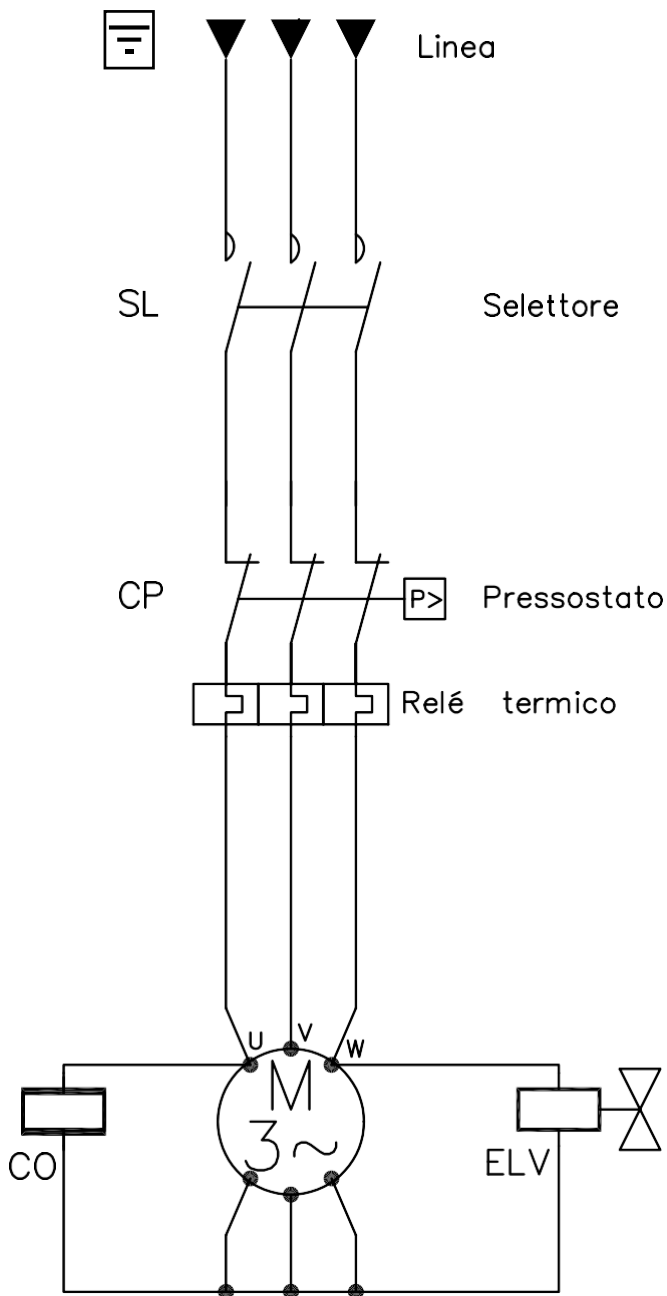 Linea
SL Selettore
CP P> Pressostato
Relé termico
U V W
M
3~
CO ELV